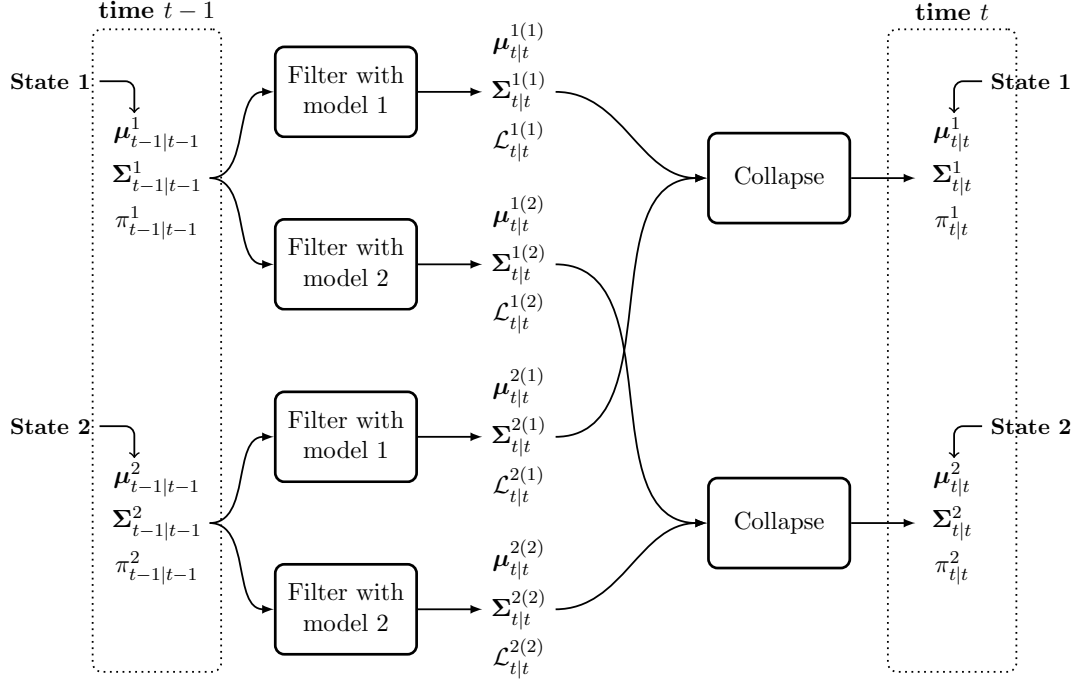 time t − 1
State 1
μ^1_{t−1|t−1}
Σ^1_{t−1|t−1}
π^1_{t−1|t−1}
State 2
μ^2_{t−1|t−1}
Σ^2_{t−1|t−1}
π^2_{t−1|t−1}
Filter with
model 1
Filter with
model 2
Filter with
model 1
Filter with
model 2
μ^{1(1)}_{t|t}
Σ^{1(1)}_{t|t}
ℒ^{1(1)}_{t|t}
μ^{1(2)}_{t|t}
Σ^{1(2)}_{t|t}
ℒ^{1(2)}_{t|t}
μ^{2(1)}_{t|t}
Σ^{2(1)}_{t|t}
ℒ^{2(1)}_{t|t}
μ^{2(2)}_{t|t}
Σ^{2(2)}_{t|t}
ℒ^{2(2)}_{t|t}
Collapse
Collapse
time t
State 1
μ^1_{t|t}
Σ^1_{t|t}
π^1_{t|t}
State 2
μ^2_{t|t}
Σ^2_{t|t}
π^2_{t|t}